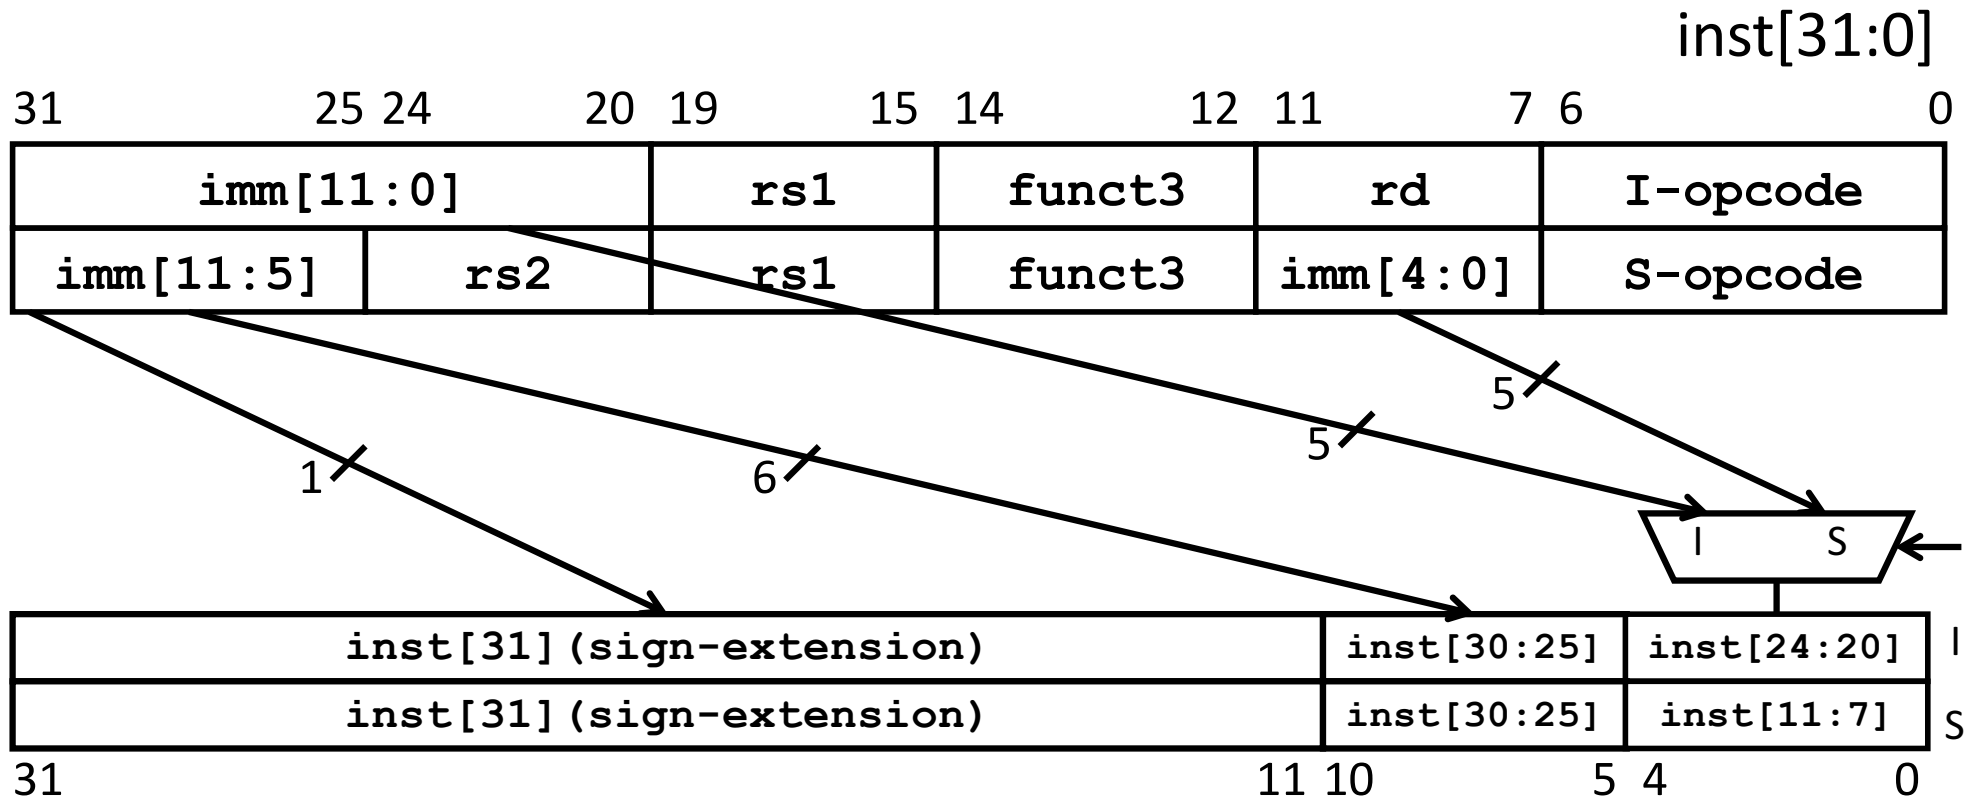 inst[31:0]
31 25 24 20 19 15 14 12 11 7 6 0
imm[11:0] rs1 funct3 rd I-opcode
imm[11:5] rs2 rs1 funct3 imm[4:0] S-opcode
5
5
1 6
I S
inst[31](sign-extension) inst[30:25] inst[24:20] I
inst[31](sign-extension) inst[30:25] inst[11:7] S
31 11 10 5 4 0